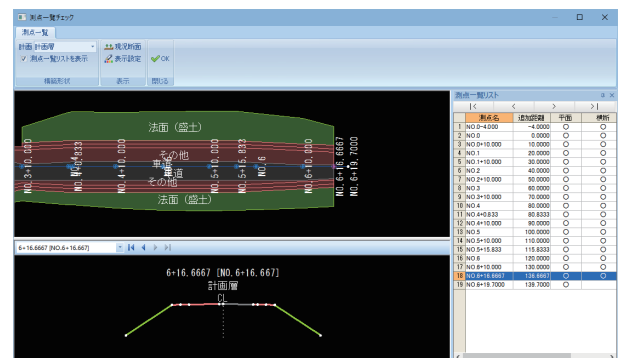 測点一覧チェック
測点一覧
計画 計画層
現況断面
測点一覧リストを表示
表示設定
OK
構築形状
表示
閉じる
測点一覧リスト
測点名 追加距離 平面 横断
1 NO.0-4.000 -4.0000 ○ ○
2 NO.0 0.0000 ○ ○
3 NO.0+10.000 10.0000 ○ ○
4 NO.1 20.0000 ○ ○
5 NO.1+10.000 30.0000 ○ ○
6 NO.2 40.0000 ○ ○
7 NO.2+10.000 50.0000 ○ ○
8 NO.3 60.0000 ○ ○
9 NO.3+10.000 70.0000 ○ ○
10 NO.4 80.0000 ○ ○
11 NO.4+0.833 80.8333 ○ ○
12 NO.4+10.000 90.0000 ○ ○
13 NO.5 100.0000 ○ ○
14 NO.5+10.000 110.0000 ○ ○
15 NO.5+15.833 115.8333 ○ ○
16 NO.6 120.0000 ○ ○
17 NO.6+10.000 130.0000 ○ ○
18 NO.6+16.6667 136.6667 ○ ○
19 NO.6+19.7000 139.7000 ○
法面（盛土）
その他
車道
その他
法面（盛土）
NO.3+10.000
NO.4+10.000
NO.5+10.000
NO.5+15.833
NO.6
NO.6+10.000
NO.6+16.6667
NO.6+19.7000
6+16.6667 [NO.6+16.667]
6+16.6667 [NO.6+16.667]
計画層
CL